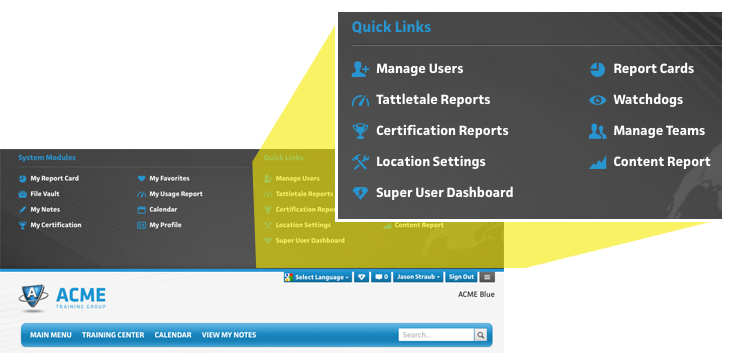 Quick Links
Manage Users
Report Cards
Tattletale Reports
Watchdogs
Certification Reports
Manage Teams
Location Settings
Content Report
Super User Dashboard
System Modules
Quick Links
My Report Card
My Favorites
Manage Users
File Vault
My Usage Report
Tattletale Reports
My Notes
Calendar
Certification Repor
My Certification
My Profile
Location Settings
Content Report
Super User Dashboard
Select Language
0
Jason Straub
Sign Out
A
ACME
TRAINING GROUP
ACME Blue
MAIN MENU TRAINING CENTER CALENDAR VIEW MY NOTES
Search...